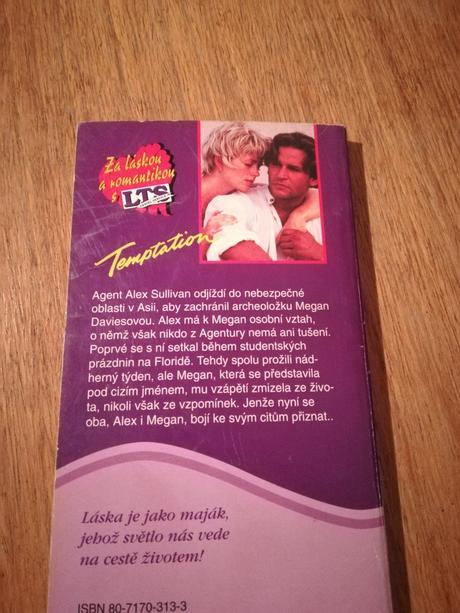 Za láskou
a romantikou
s LTS
Temptation
Agent Alex Sullivan odjíždí do nebezpečné
oblasti v Asii, aby zachránil archeoložku Megan
Daviesovou. Alex má k Megan osobní vztah,
o němž však nikdo z Agentury nemá ani tušení.
Poprvé se s ní setkal během studentských
prázdnin na Floridě. Tehdy spolu prožili nád-
herný týden, ale Megan, která se představila
pod cizím jménem, mu vzápětí zmizela ze živo-
ta, nikoli však ze vzpomínek. Jenže nyní se
oba, Alex i Megan, bojí ke svým citům přiznat..
Láska je jako maják,
jehož světlo nás vede
na cestě životem!
ISBN 80-7170-313-3